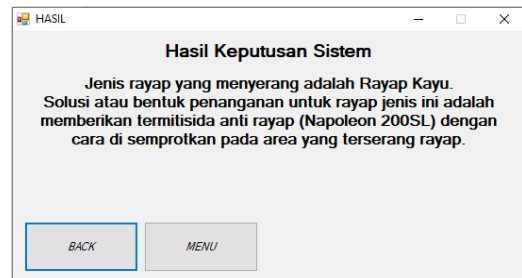 HASIL
Hasil Keputusan Sistem
Jenis rayap yang menyerang adalah Rayap Kayu.
Solusi atau bentuk penanganan untuk rayap jenis ini adalah
memberikan termitisida anti rayap (Napoleon 200SL) dengan
cara di semprotkan pada area yang terserang rayap.
BACK MENU